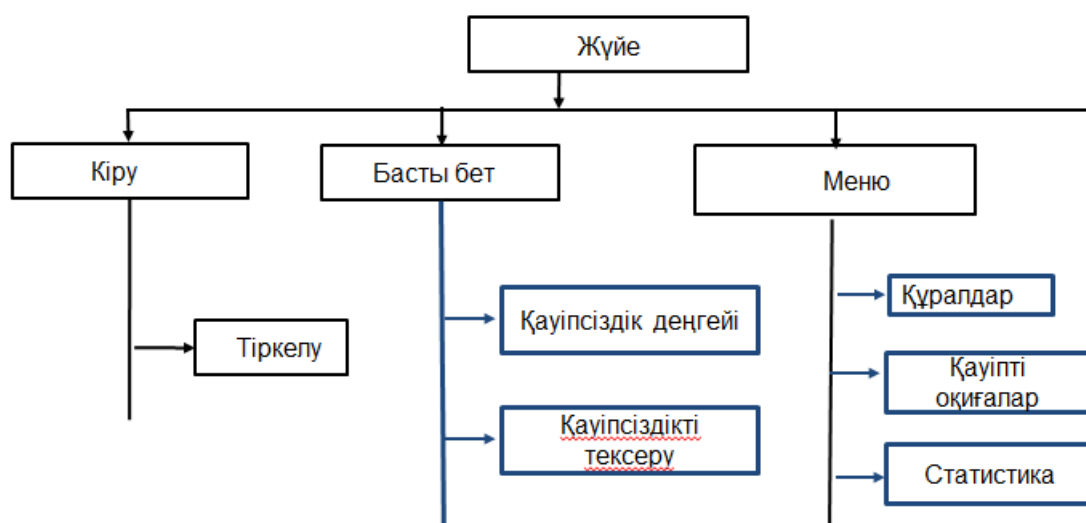 Жүйе
Кіру
Басты бет
Меню
Тіркелу
Қауіпсіздік деңгейі
Қауіпсіздікті
тексеру
Құралдар
Қауіпті
оқиғалар
Статистика